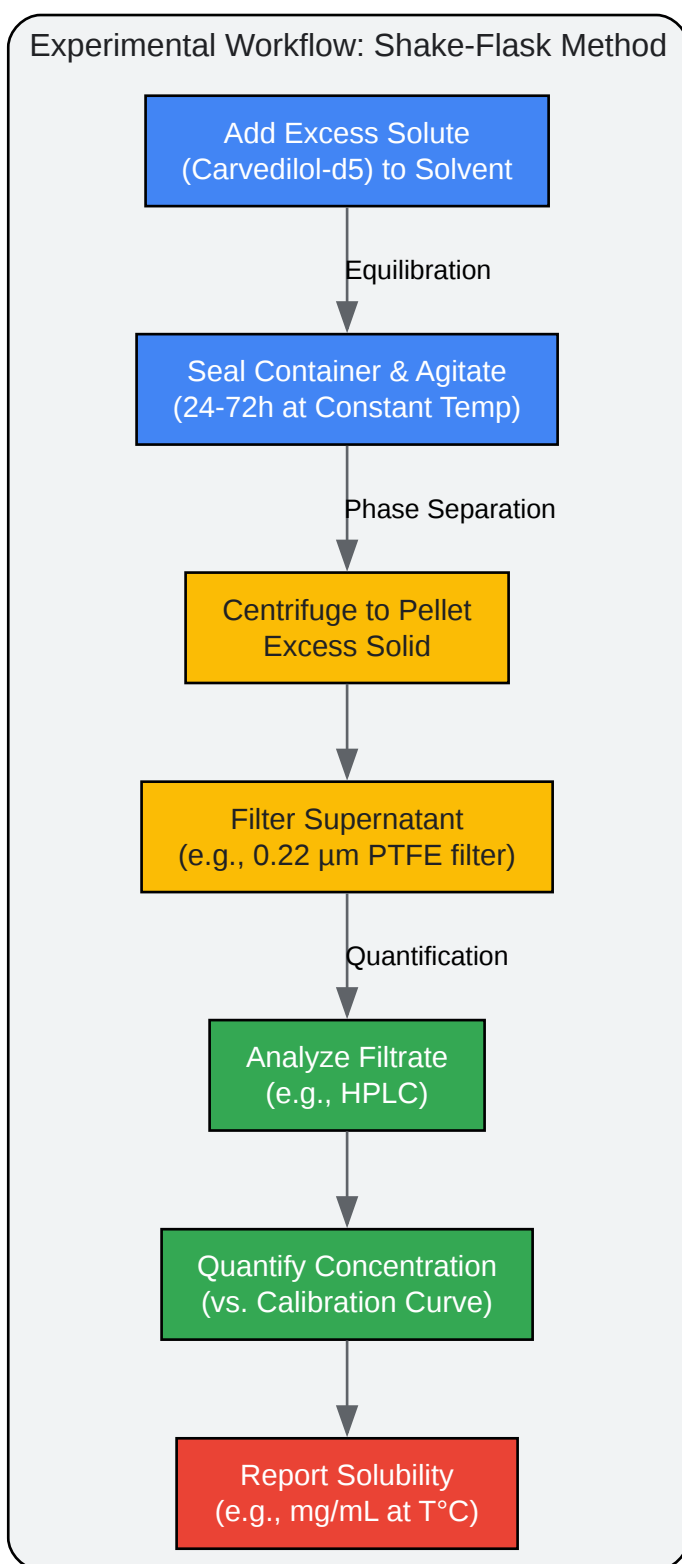 Experimental Workflow: Shake-Flask Method
Add Excess Solute
(Carvedilol-d5) to Solvent
Equilibration
Seal Container & Agitate
(24-72h at Constant Temp)
Phase Separation
Centrifuge to Pellet
Excess Solid
Filter Supernatant
(e.g., 0.22 µm PTFE filter)
Quantification
Analyze Filtrate
(e.g., HPLC)
Quantify Concentration
(vs. Calibration Curve)
Report Solubility
(e.g., mg/mL at T°C)